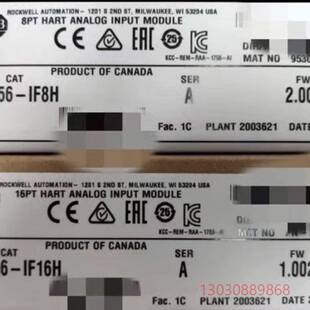 ROCKWELL AUTOMATION - 1201 S 2ND ST, MILWAUKEE, WI 53204 USA
8PT HART ANALOG INPUT MODULE
KCC-REM-RAA-1756-AI
MAT NO 9530
PRODUCT OF CANADA
CAT SER FW
56-IF8H A 2.00
Fac. 1C PLANT 2003621
ROCKWELL AUTOMATION - 1201 S 2ND ST, MILWAUKEE, WI 53204 USA
16PT HART ANALOG INPUT MODULE
KCC-REM-RAA-1756-AI
PRODUCT OF CANADA
CAT SER FW
6-IF16H A 1.002
13030889868
Fac. 1C PLANT 2003621